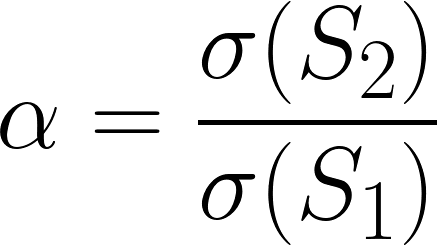 α = σ(S₂) / σ(S₁)